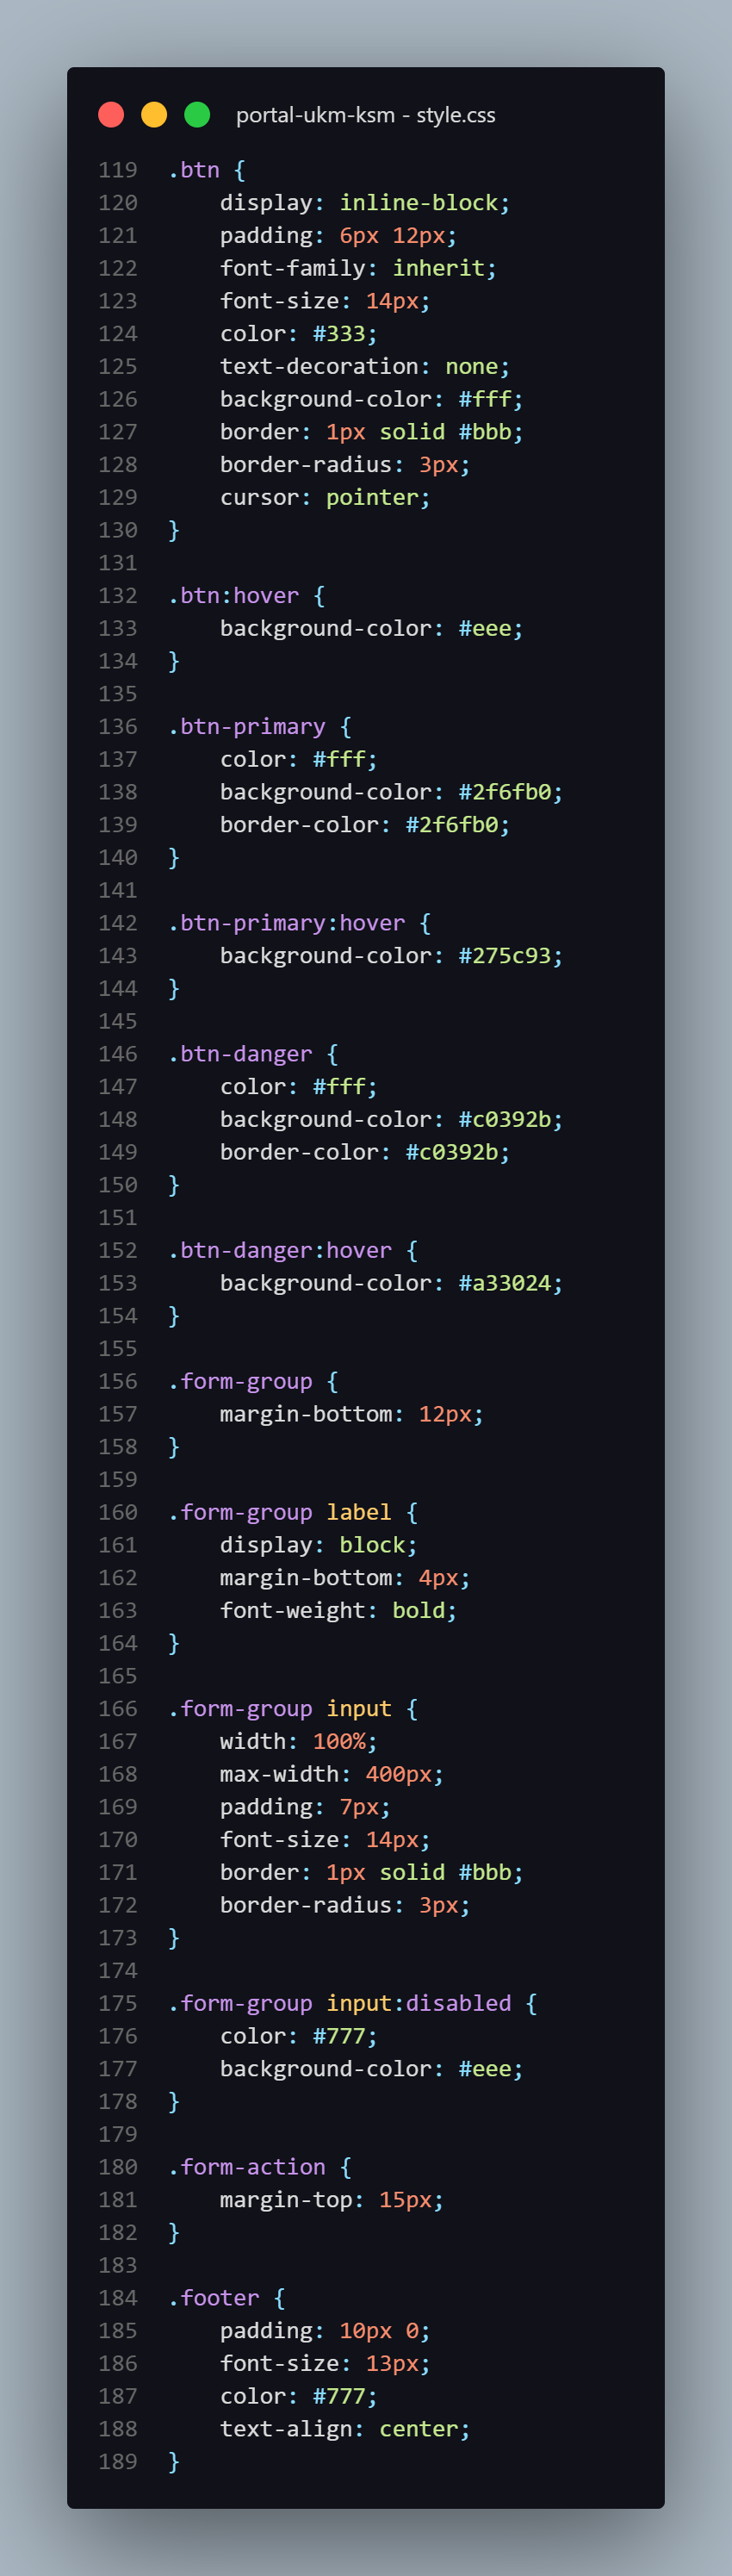 portal-ukm-ksm - style.css
119 .btn {
120     display: inline-block;
121     padding: 6px 12px;
122     font-family: inherit;
123     font-size: 14px;
124     color: #333;
125     text-decoration: none;
126     background-color: #fff;
127     border: 1px solid #bbb;
128     border-radius: 3px;
129     cursor: pointer;
130 }
131
132 .btn:hover {
133     background-color: #eee;
134 }
135
136 .btn-primary {
137     color: #fff;
138     background-color: #2f6fb0;
139     border-color: #2f6fb0;
140 }
141
142 .btn-primary:hover {
143     background-color: #275c93;
144 }
145
146 .btn-danger {
147     color: #fff;
148     background-color: #c0392b;
149     border-color: #c0392b;
150 }
151
152 .btn-danger:hover {
153     background-color: #a33024;
154 }
155
156 .form-group {
157     margin-bottom: 12px;
158 }
159
160 .form-group label {
161     display: block;
162     margin-bottom: 4px;
163     font-weight: bold;
164 }
165
166 .form-group input {
167     width: 100%;
168     max-width: 400px;
169     padding: 7px;
170     font-size: 14px;
171     border: 1px solid #bbb;
172     border-radius: 3px;
173 }
174
175 .form-group input:disabled {
176     color: #777;
177     background-color: #eee;
178 }
179
180 .form-action {
181     margin-top: 15px;
182 }
183
184 .footer {
185     padding: 10px 0;
186     font-size: 13px;
187     color: #777;
188     text-align: center;
189 }